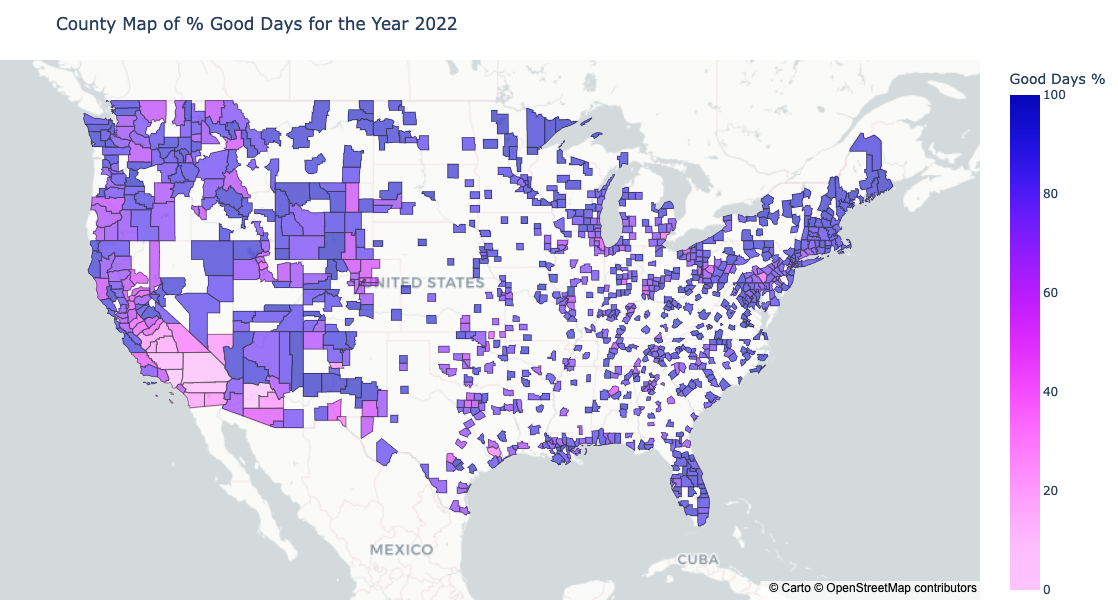 County Map of % Good Days for the Year 2022
Good Days %
100
80
60
40
20
0
UNITED STATES
MEXICO
CUBA
© Carto © OpenStreetMap contributors